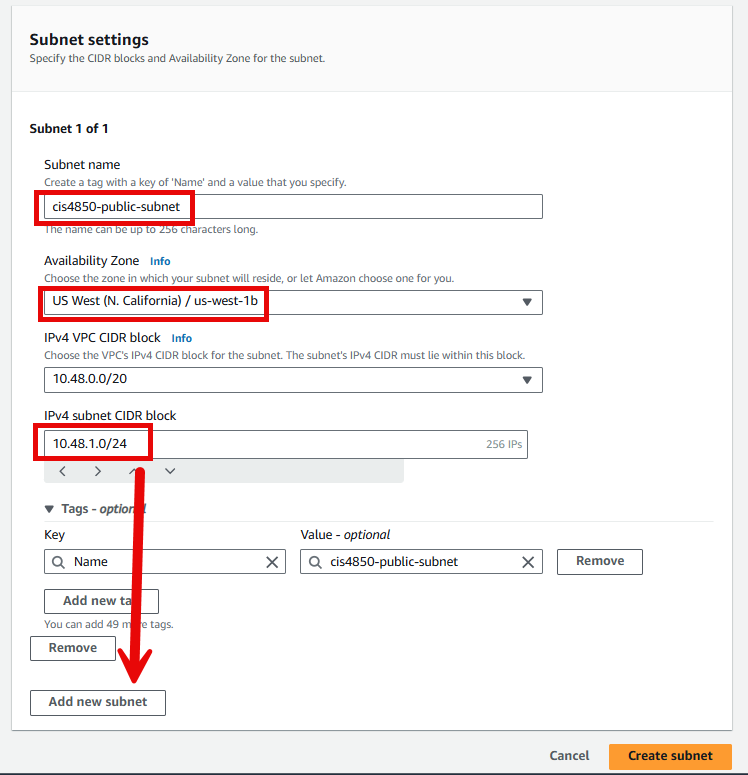 Subnet settings
Specify the CIDR blocks and Availability Zone for the subnet.
Subnet 1 of 1
Subnet name
Create a tag with a key of 'Name' and a value that you specify.
cis4850-public-subnet
The name can be up to 256 characters long.
Availability Zone Info
Choose the zone in which your subnet will reside, or let Amazon choose one for you.
US West (N. California) / us-west-1b
IPv4 VPC CIDR block Info
Choose the VPC's IPv4 CIDR block for the subnet. The subnet's IPv4 CIDR must lie within this block.
10.48.0.0/20
IPv4 subnet CIDR block
10.48.1.0/24 256 IPs
Tags - optional
Key Value - optional
Name cis4850-public-subnet Remove
Add new tag
You can add 49 more tags.
Remove
Add new subnet
Cancel Create subnet